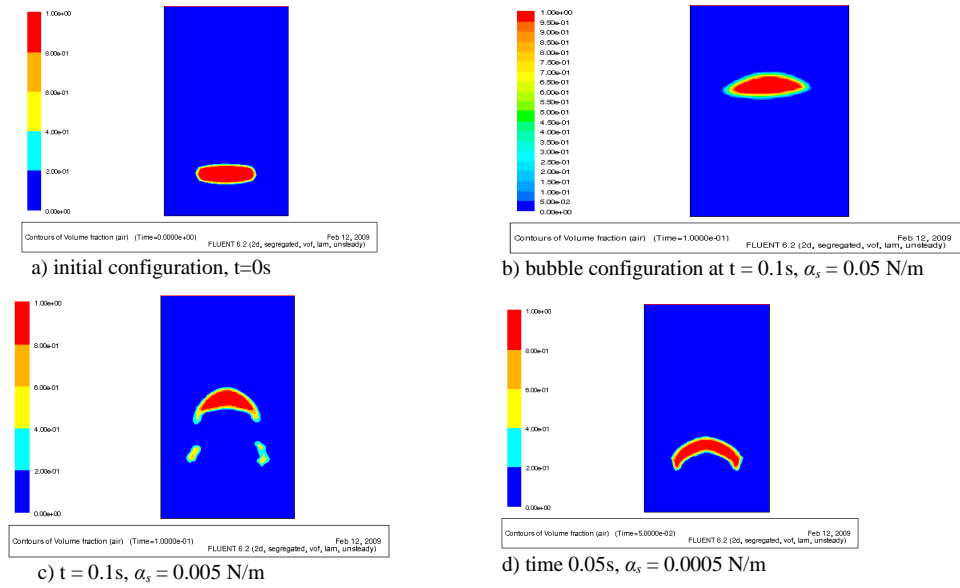 1.00e+00
8.00e-01
6.00e-01
4.00e-01
2.00e-01
0.00e+00
Contours of Volume fraction (air) (Time=0.0000e+00) Feb 12, 2009
FLUENT 6.2 (2d, segregated, vof, lam, unsteady)
a) initial configuration, t=0s
1.00e+00
9.50e-01
9.00e-01
8.50e-01
8.00e-01
7.50e-01
7.00e-01
6.50e-01
6.00e-01
5.50e-01
5.00e-01
4.50e-01
4.00e-01
3.50e-01
3.00e-01
2.50e-01
2.00e-01
1.50e-01
1.00e-01
5.00e-02
0.00e+00
Contours of Volume fraction (air) (Time=1.0000e-01) Feb 12, 2009
FLUENT 6.2 (2d, segregated, vof, lam, unsteady)
b) bubble configuration at t = 0.1s, αs = 0.05 N/m
1.00e+00
8.00e-01
6.00e-01
4.00e-01
2.00e-01
0.00e+00
Contours of Volume fraction (air) (Time=1.0000e-01) Feb 12, 2009
FLUENT 6.2 (2d, segregated, vof, lam, unsteady)
c) t = 0.1s, αs = 0.005 N/m
1.00e+00
8.00e-01
6.00e-01
4.00e-01
2.00e-01
0.00e+00
Contours of Volume fraction (air) (Time=5.0000e-02) Feb 12, 2009
FLUENT 6.2 (2d, segregated, vof, lam, unsteady)
d) time 0.05s, αs = 0.0005 N/m